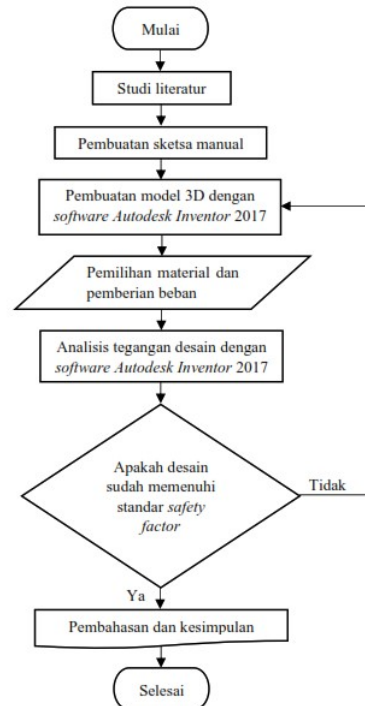 Mulai
Studi literatur
Pembuatan sketsa manual
Pembuatan model 3D dengan
software Autodesk Inventor 2017
Pemilihan material dan
pemberian beban
Analisis tegangan desain dengan
software Autodesk Inventor 2017
Apakah desain
sudah memenuhi
standar safety
factor
Tidak
Ya
Pembahasan dan kesimpulan
Selesai